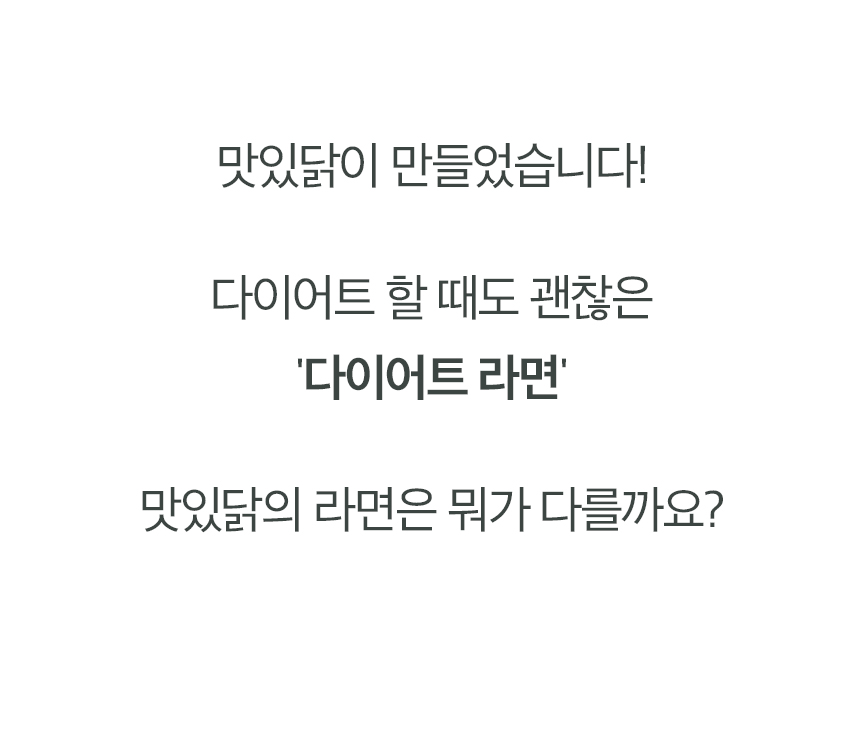 맛있닭이 만들었습니다!
다이어트 할 때도 괜찮은
'다이어트 라면'
맛있닭의 라면은 뭐가 다를까요?